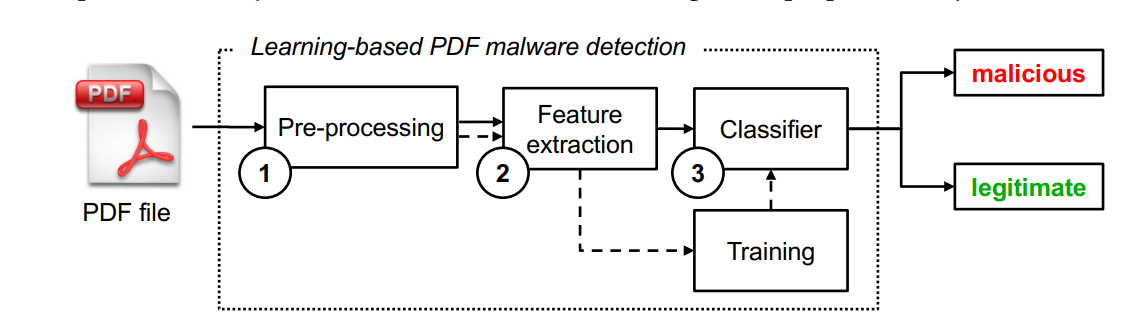 Learning-based PDF malware detection
PDF
PDF file
Pre-processing
1
Feature
extraction
2
Classifier
3
Training
malicious
legitimate